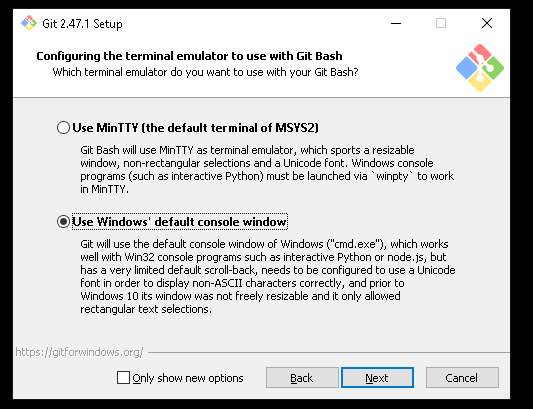 Git 2.47.1 Setup
Configuring the terminal emulator to use with Git Bash
Which terminal emulator do you want to use with your Git Bash?
Use MinTTY (the default terminal of MSYS2)
Git Bash will use MinTTY as terminal emulator, which sports a resizable
window, non-rectangular selections and a Unicode font. Windows console
programs (such as interactive Python) must be launched via `winpty` to work
in MinTTY.
Use Windows' default console window
Git will use the default console window of Windows ("cmd.exe"), which works
well with Win32 console programs such as interactive Python or node.js, but
has a very limited default scroll-back, needs to be configured to use a Unicode
font in order to display non-ASCII characters correctly, and prior to
Windows 10 its window was not freely resizable and it only allowed
rectangular text selections.
https://gitforwindows.org/
Only show new options
Back
Next
Cancel